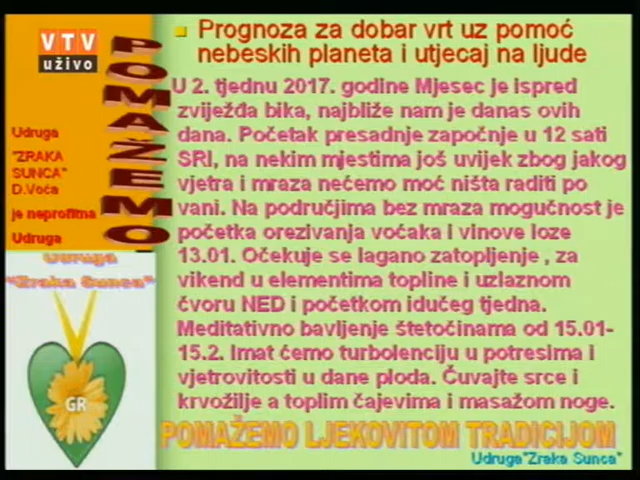 VTV
uživo
POMAŽEMO
Udruga
"ZRAKA
SUNCA"
D.Voća
je neprofitna
Udruga
Udruga
"Zraka Sunca"
GR
Prognoza za dobar vrt uz pomoć
nebeskih planeta i utjecaj na ljude
U 2. tjednu 2017. godine Mjesec je ispred
zviježđa bika, najbliže nam je danas ovih
dana. Početak presadnje započnje u 12 sati
SRI, na nekim mjestima još uvijek zbog jakog
vjetra i mraza nećemo moć ništa raditi po
vani. Na područjima bez mraza mogučnost je
početka orezivanja voćaka i vinove loze
13.01. Očekuje se lagano zatopljenje , za
vikend u elementima topline i uzlaznom
čvoru NED i početkom idućeg tjedna.
Meditativno bavljenje štetočinama od 15.01-
15.2. Imat ćemo turbolenciju u potresima i
vjetrovitosti u dane ploda. Čuvajte srce i
krvožilje a toplim čajevima i masažom noge.
POMAŽEMO LJEKOVITOM TRADICIJOM
Udruga"Zraka Sunca"